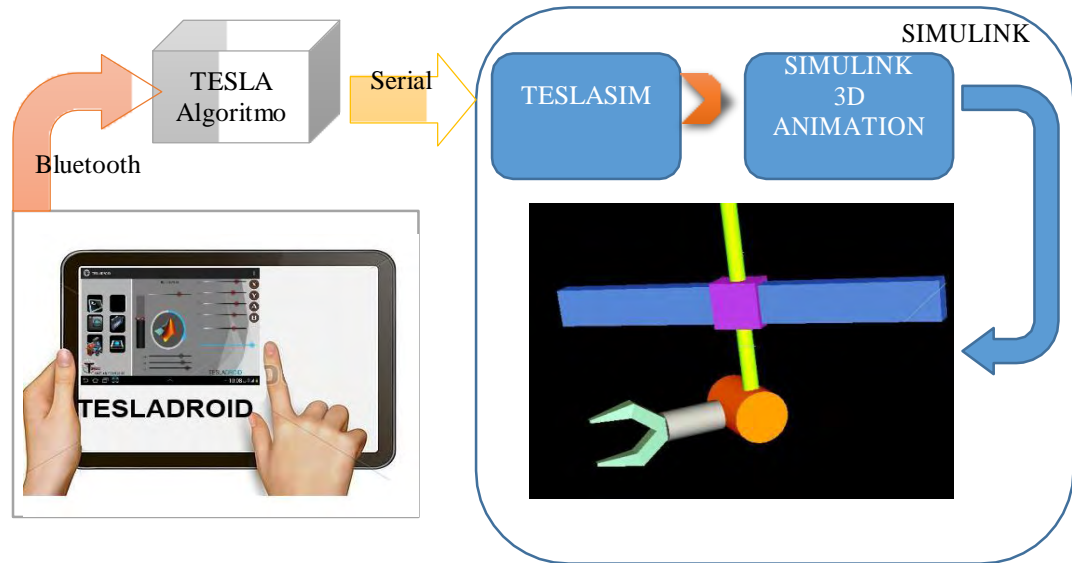 SIMULINK
TESLA
Algoritmo
Serial
TESLASIM
SIMULINK
3D
ANIMATION
Bluetooth
TESLADROID